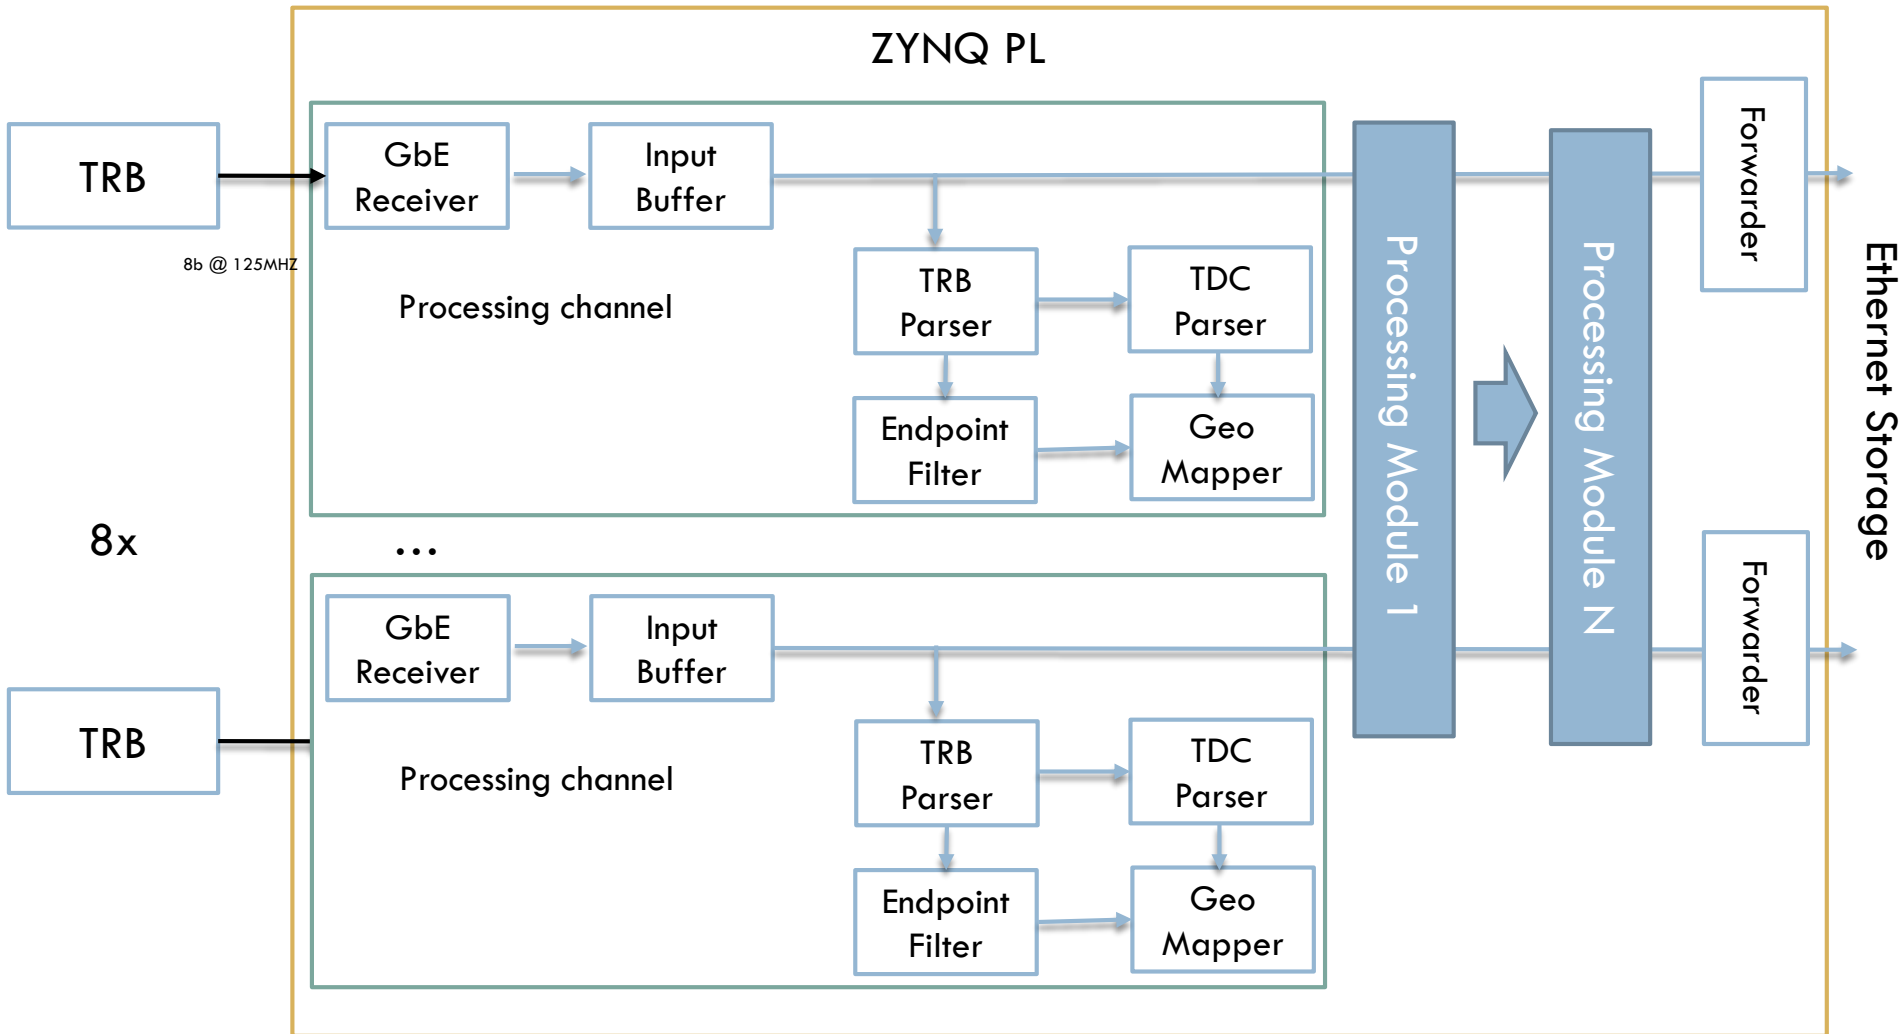 ZYNQ PL
TRB
8b @ 125MHZ
GbE
Receiver
Input
Buffer
Processing channel
TRB
Parser
TDC
Parser
Endpoint
Filter
Geo
Mapper
8x
...
TRB
GbE
Receiver
Input
Buffer
Processing channel
TRB
Parser
TDC
Parser
Endpoint
Filter
Geo
Mapper
Processing Module 1
Processing Module N
Forwarder
Forwarder
Ethernet Storage